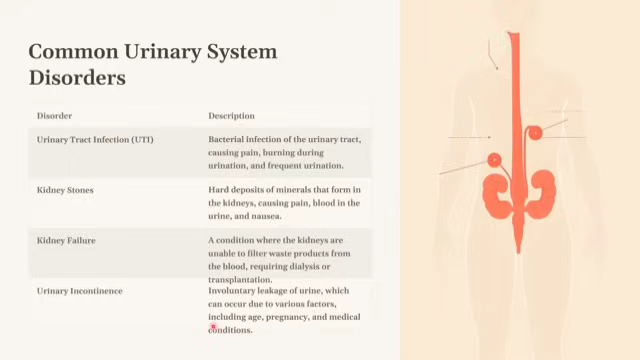 Common Urinary System
Disorders
Disorder Description
Urinary Tract Infection (UTI) Bacterial infection of the urinary tract,
causing pain, burning during
urination, and frequent urination.
Kidney Stones Hard deposits of minerals that form in
the kidneys, causing pain, blood in the
urine, and nausea.
Kidney Failure A condition where the kidneys are
unable to filter waste products from
the blood, requiring dialysis or
transplantation.
Urinary Incontinence Involuntary leakage of urine, which
can occur due to various factors,
including age, pregnancy, and medical
conditions.